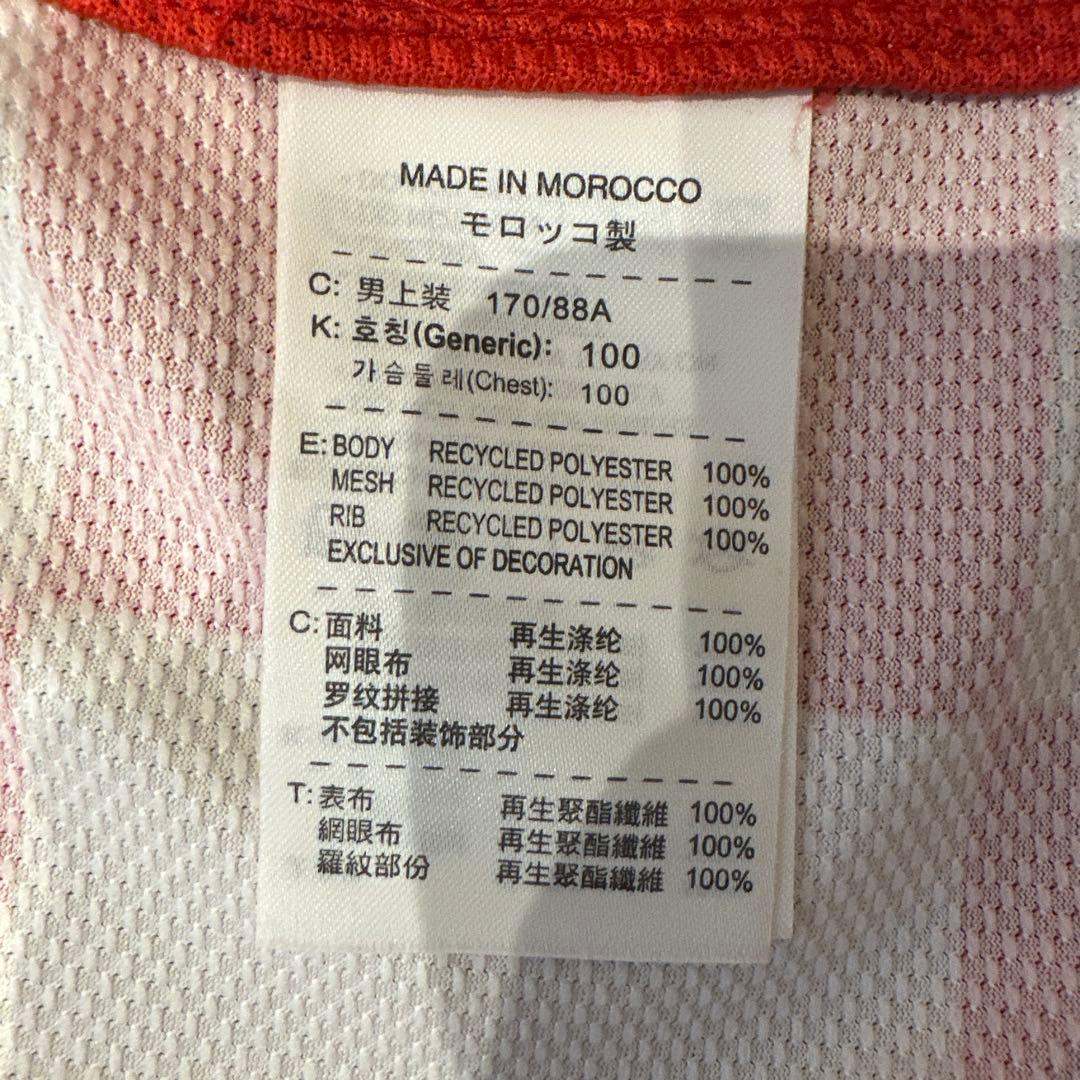 MADE IN MOROCCO
モロッコ製
C: 男上装 170/88A
K: 호칭(Generic): 100
가슴둘레(Chest): 100
E: BODY RECYCLED POLYESTER 100%
MESH RECYCLED POLYESTER 100%
RIB RECYCLED POLYESTER 100%
EXCLUSIVE OF DECORATION
C: 面料 再生涤纶 100%
网眼布 再生涤纶 100%
罗纹拼接 再生涤纶 100%
不包括装饰部分
T: 表布 再生聚酯纖維 100%
網眼布 再生聚酯纖維 100%
羅紋部份 再生聚酯纖維 100%